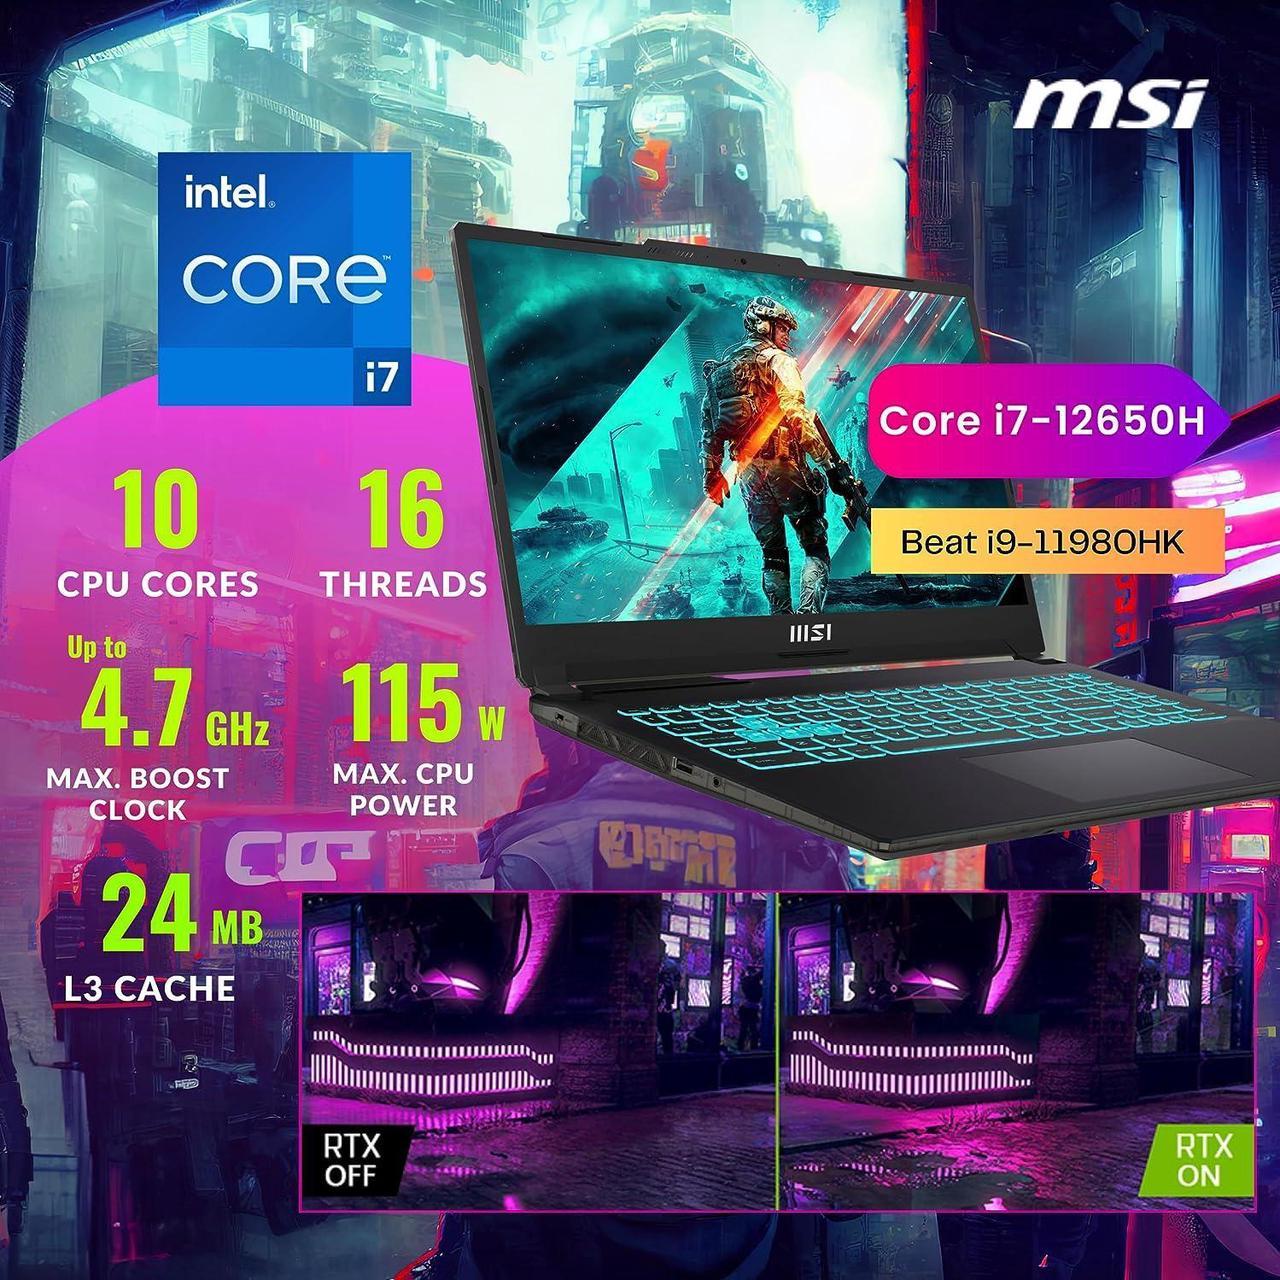 msi
intel®
CORE™
i7
10
CPU CORES
16
THREADS
Up to
4.7 GHz
MAX. BOOST
CLOCK
115 W
MAX. CPU
POWER
24 MB
L3 CACHE
Core i7-12650H
Beat i9-11980HK
msi
RTX
OFF
RTX
ON